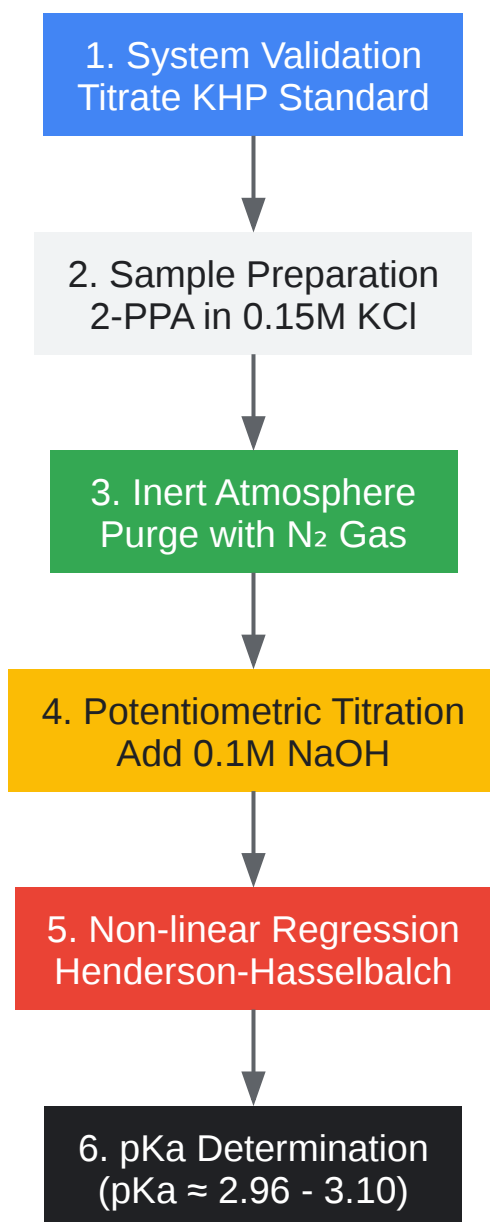 1. System Validation
Titrate KHP Standard
2. Sample Preparation
2-PPA in 0.15M KCl
3. Inert Atmosphere
Purge with N₂ Gas
4. Potentiometric Titration
Add 0.1M NaOH
5. Non-linear Regression
Henderson-Hasselbalch
6. pKa Determination
(pKa ≈ 2.96 - 3.10)